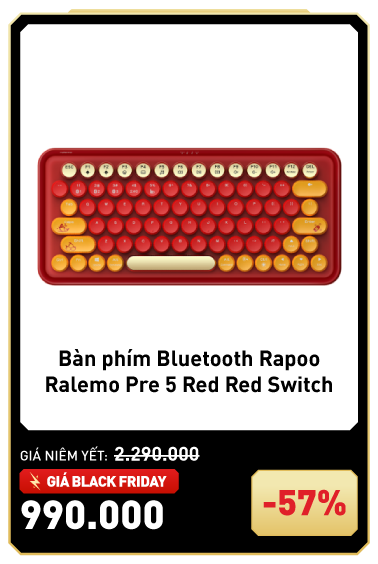 Bàn phím Bluetooth Rapoo
Ralemo Pre 5 Red Red Switch
GIÁ NIÊM YẾT: 2.290.000
GIÁ BLACK FRIDAY
990.000
-57%